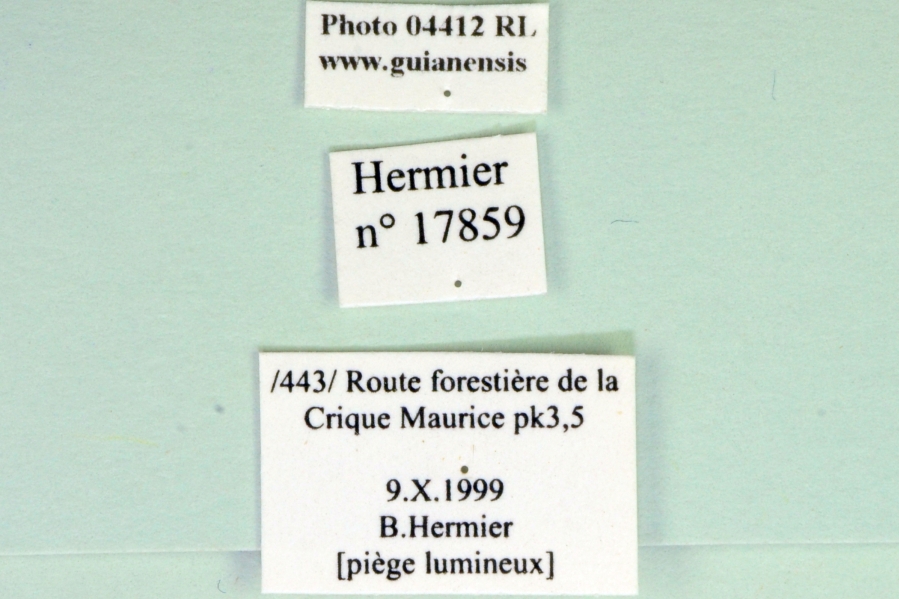 Photo 04412 RL
www.guianensis
Hermier
n° 17859
/443/ Route forestière de la
Crique Maurice pk3,5
9.X.1999
B.Hermier
[piège lumineux]